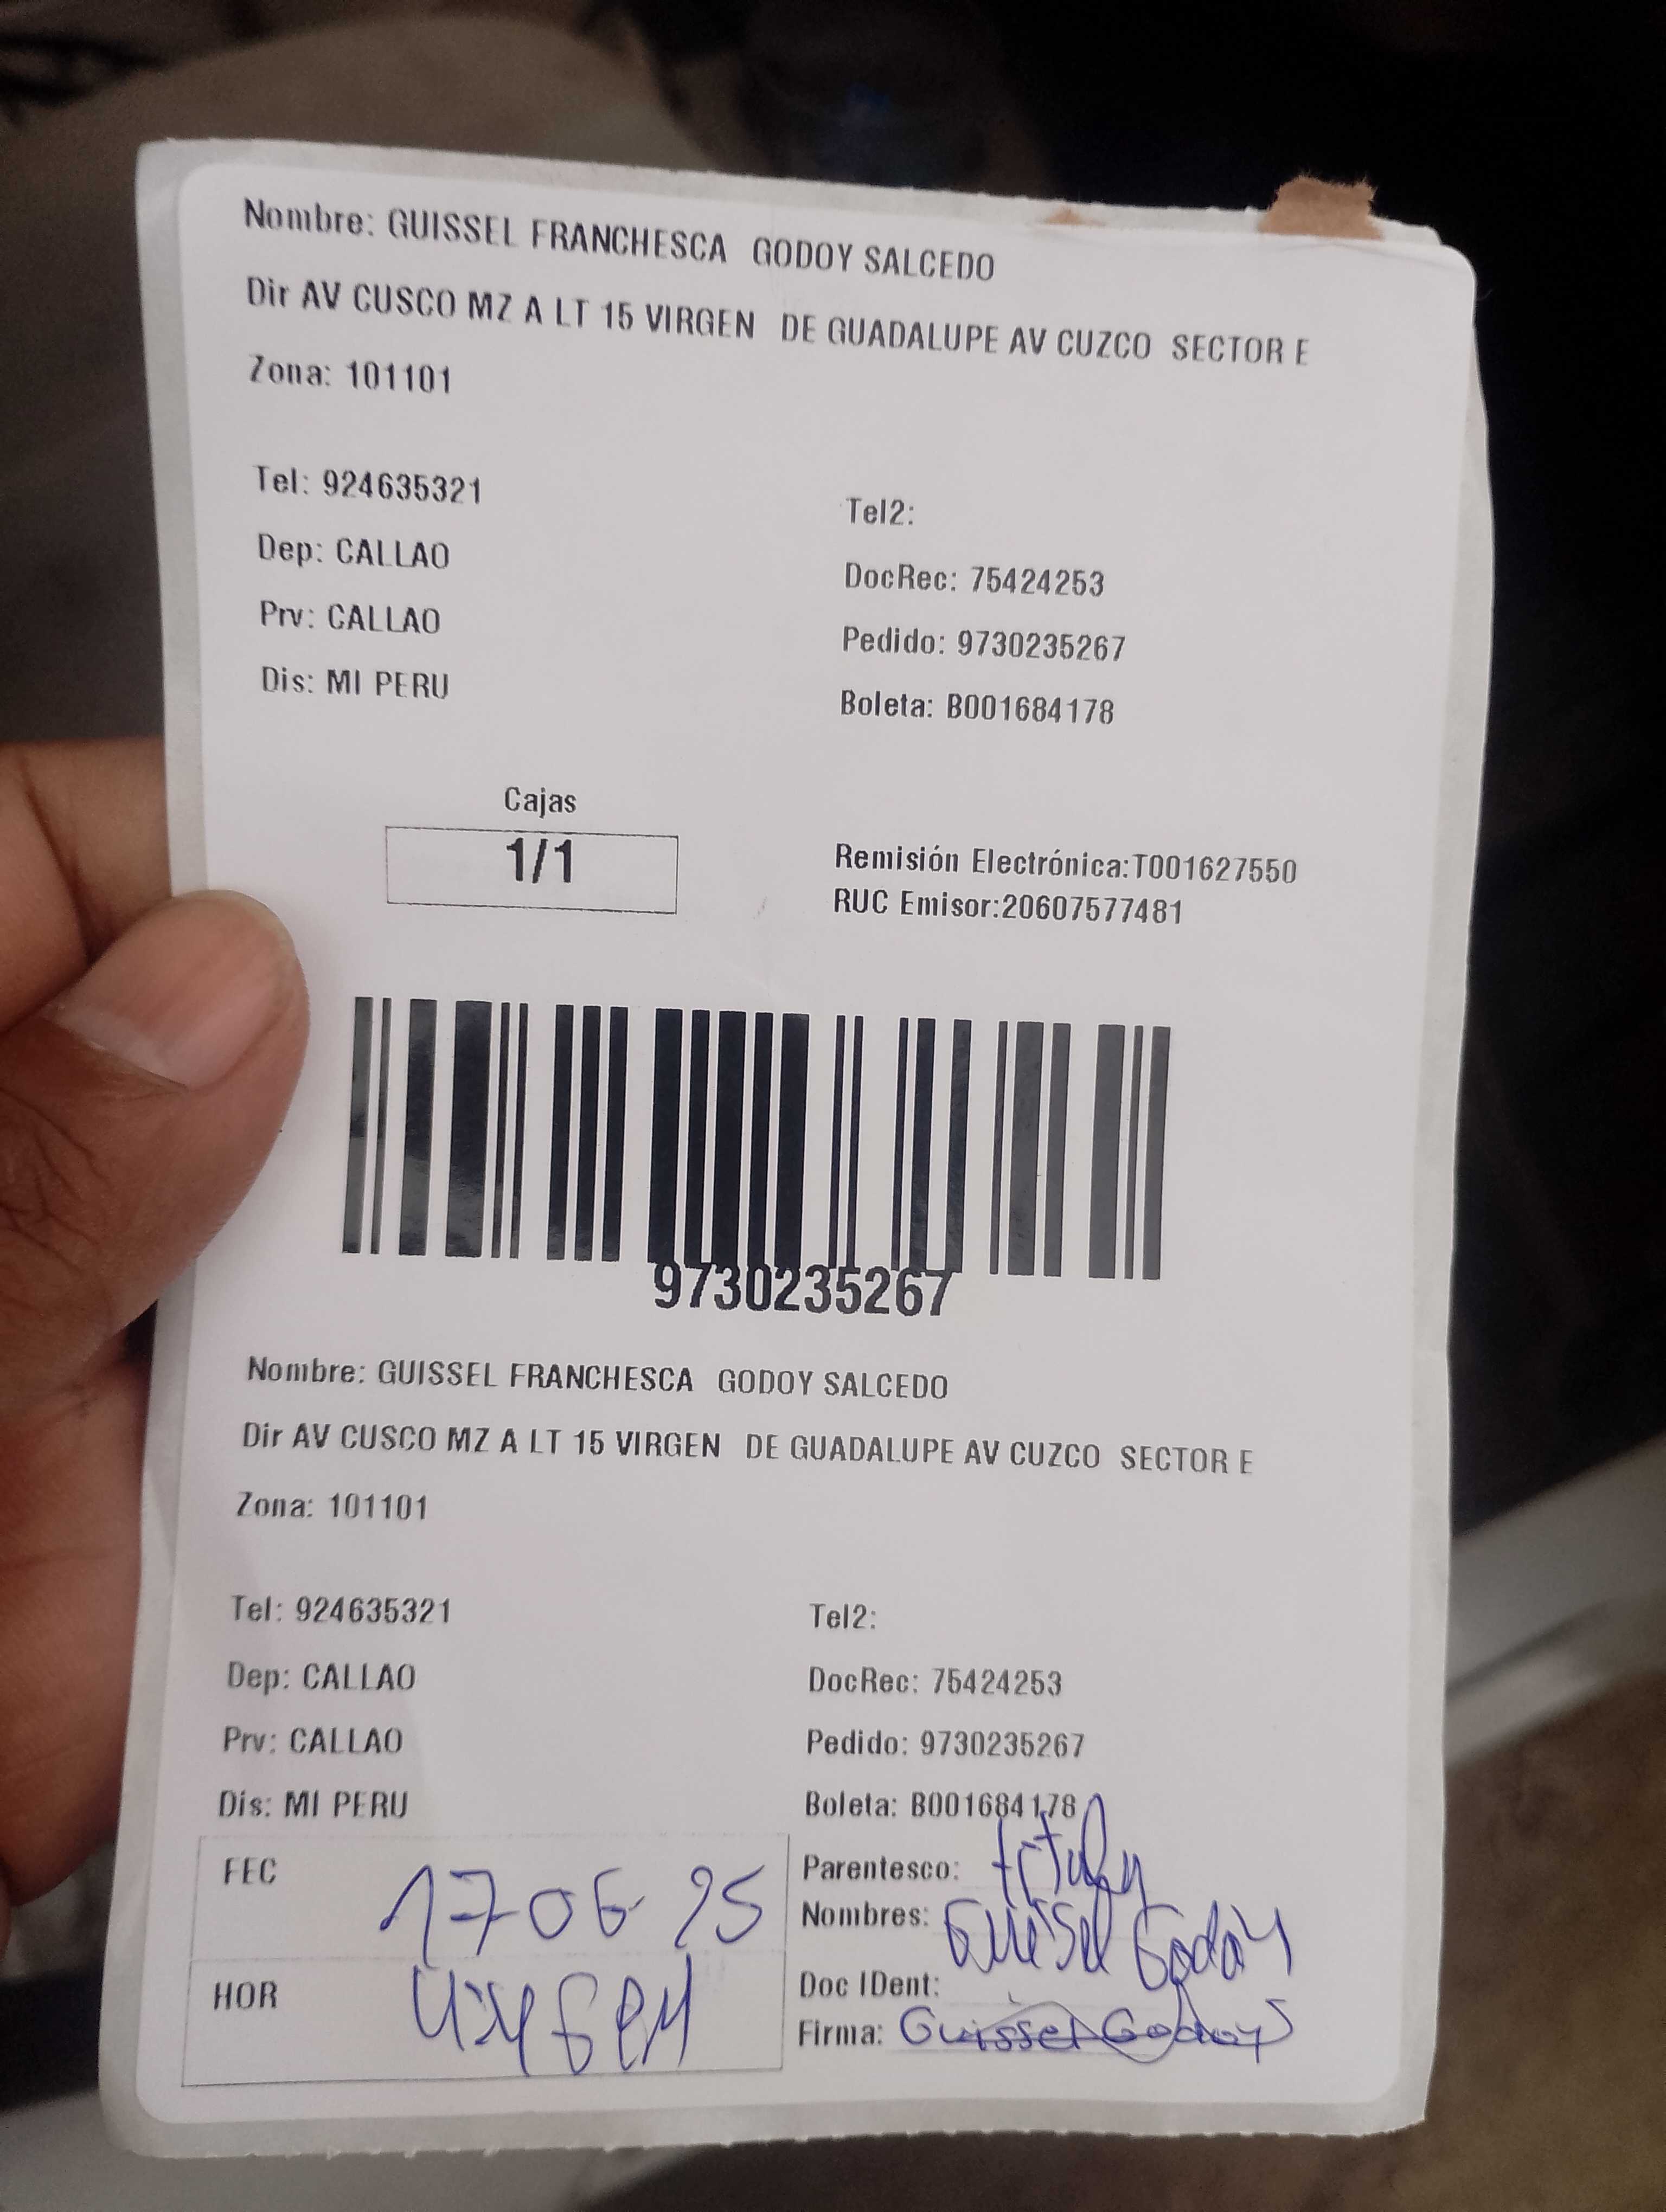 Nombre: GUISSEL FRANCHESCA GODOY SALCEDO
Dir AV CUSCO MZ A LT 15 VIRGEN DE GUADALUPE AV CUZCO SECTOR E
Zona: 101101
Tel: 924635321
Tel2:
Dep: CALLAO
DocRec: 75424253
Prv: CALLAO
Pedido: 9730235267
Dis: MI PERU
Boleta: B001684178
Cajas
1/1
Remisión Electrónica:T001627550
RUC Emisor:20607577481
9730235267
Nombre: GUISSEL FRANCHESCA GODOY SALCEDO
Dir AV CUSCO MZ A LT 15 VIRGEN DE GUADALUPE AV CUZCO SECTOR E
Zona: 101101
Tel: 924635321
Tel2:
Dep: CALLAO
DocRec: 75424253
Prv: CALLAO
Pedido: 9730235267
Dis: MI PERU
Boleta: B001684178
FEC 17 06 25
Parentesco:
Nombres: Guissel Godoy
HOR
Doc IDent:
Firma: Guissel Godoy S